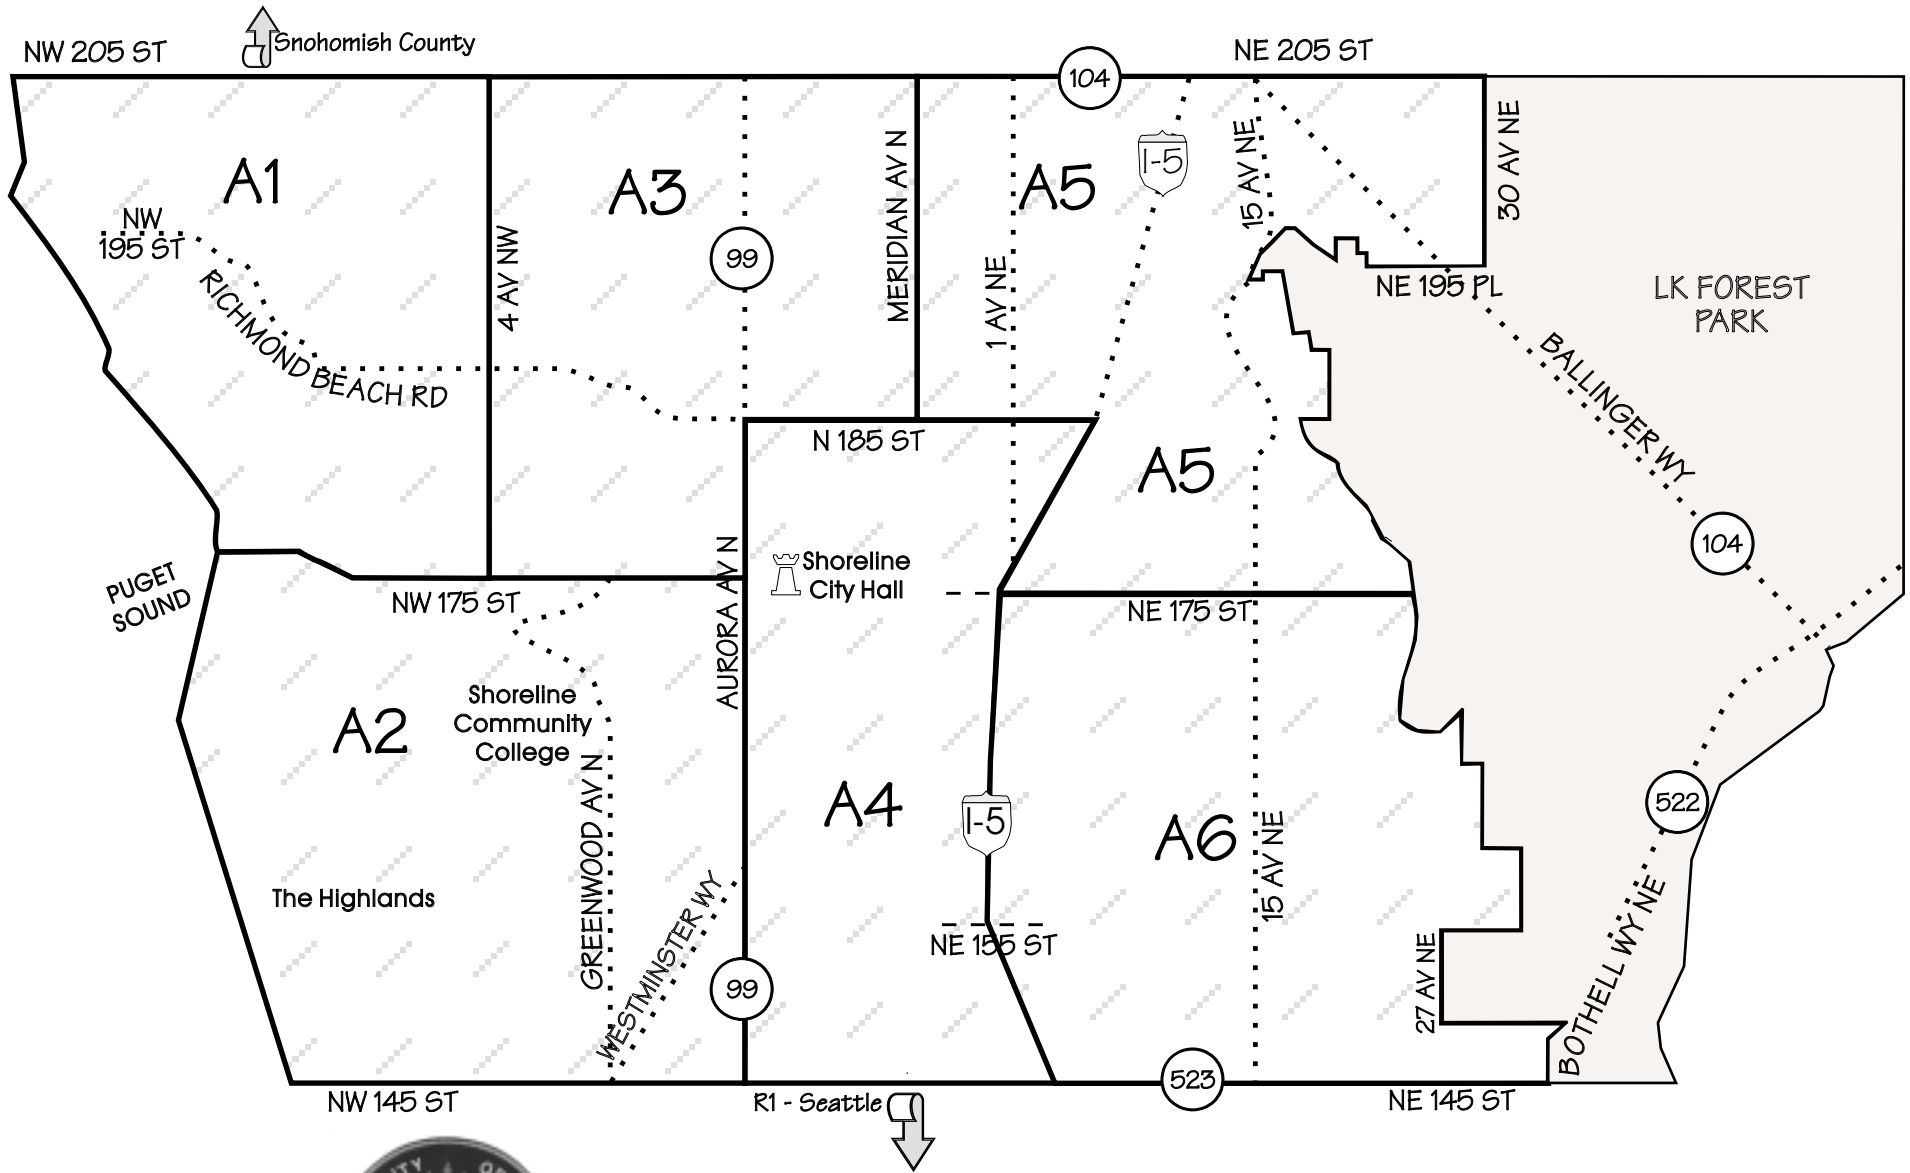 Snohomish County
NW 205 ST
NE 205 ST
104
A1
A3
A5
I-5
15 AV NE
30 AV NE
MERIDIAN AV N
NW
195 ST
4 AV NW
99
1 AV NE
RICHMOND BEACH RD
NE 195 PL
LK FOREST
PARK
BALLINGER WY
N 185 ST
A5
104
PUGET
SOUND
NW 175 ST
AURORA AV N
Shoreline
City Hall
NE 175 ST
A2
Shoreline
Community
College
A4
I-5
A6
15 AV NE
522
GREENWOOD AV N
The Highlands
WESTMINSTER WY
99
NE 155 ST
27 AV NE
BOTHELL WY NE
523
NW 145 ST
R1 - Seattle
NE 145 ST